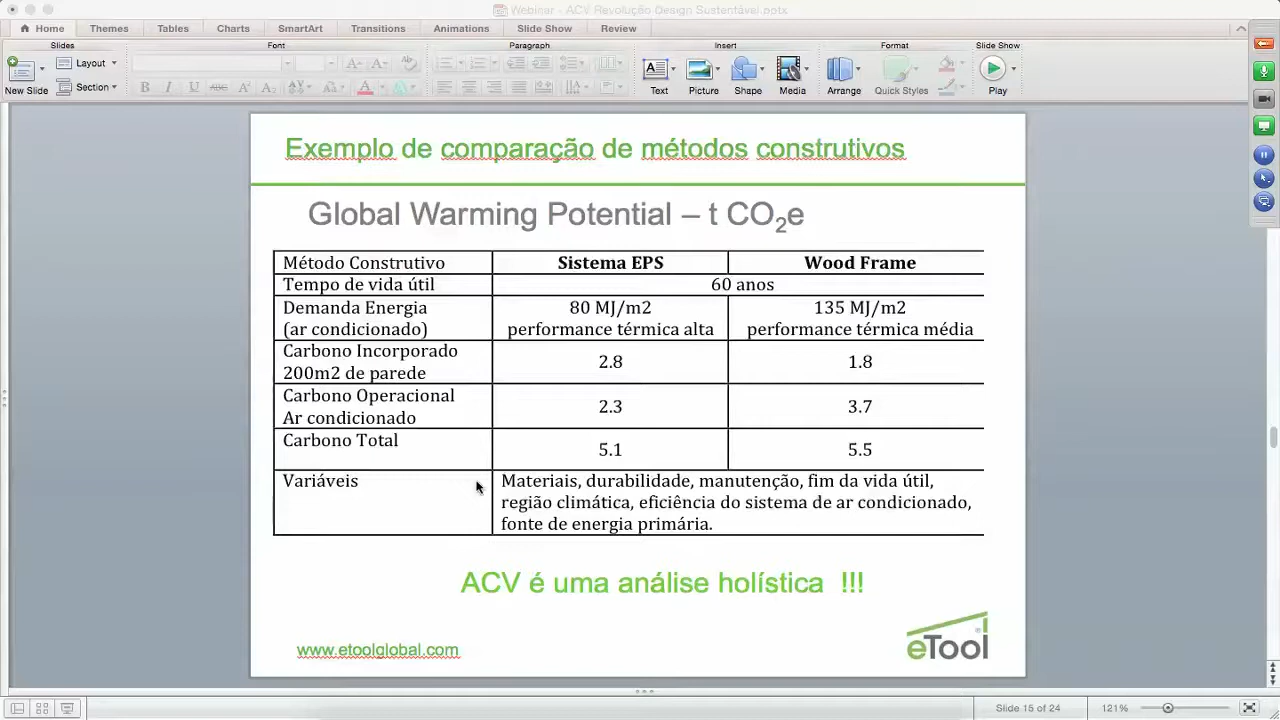 Webinar - ACV Revolução Design Sustentável.pptx
Home Themes Tables Charts SmartArt Transitions Animations Slide Show Review
Slides Font Paragraph Insert Format Slide Show
New Slide Layout Section Text Picture Shape Media Arrange Quick Styles Play
Exemplo de comparação de métodos construtivos
Global Warming Potential – t CO2e
Método Construtivo Sistema EPS Wood Frame
Tempo de vida útil 60 anos
Demanda Energia 80 MJ/m2 135 MJ/m2
(ar condicionado) performance térmica alta performance térmica média
Carbono Incorporado
200m2 de parede 2.8 1.8
Carbono Operacional
Ar condicionado 2.3 3.7
Carbono Total 5.1 5.5
Variáveis Materiais, durabilidade, manutenção, fim da vida útil,
região climática, eficiência do sistema de ar condicionado,
fonte de energia primária.
ACV é uma análise holística !!!
www.etoolglobal.com
eTool
Slide 15 of 24 121%